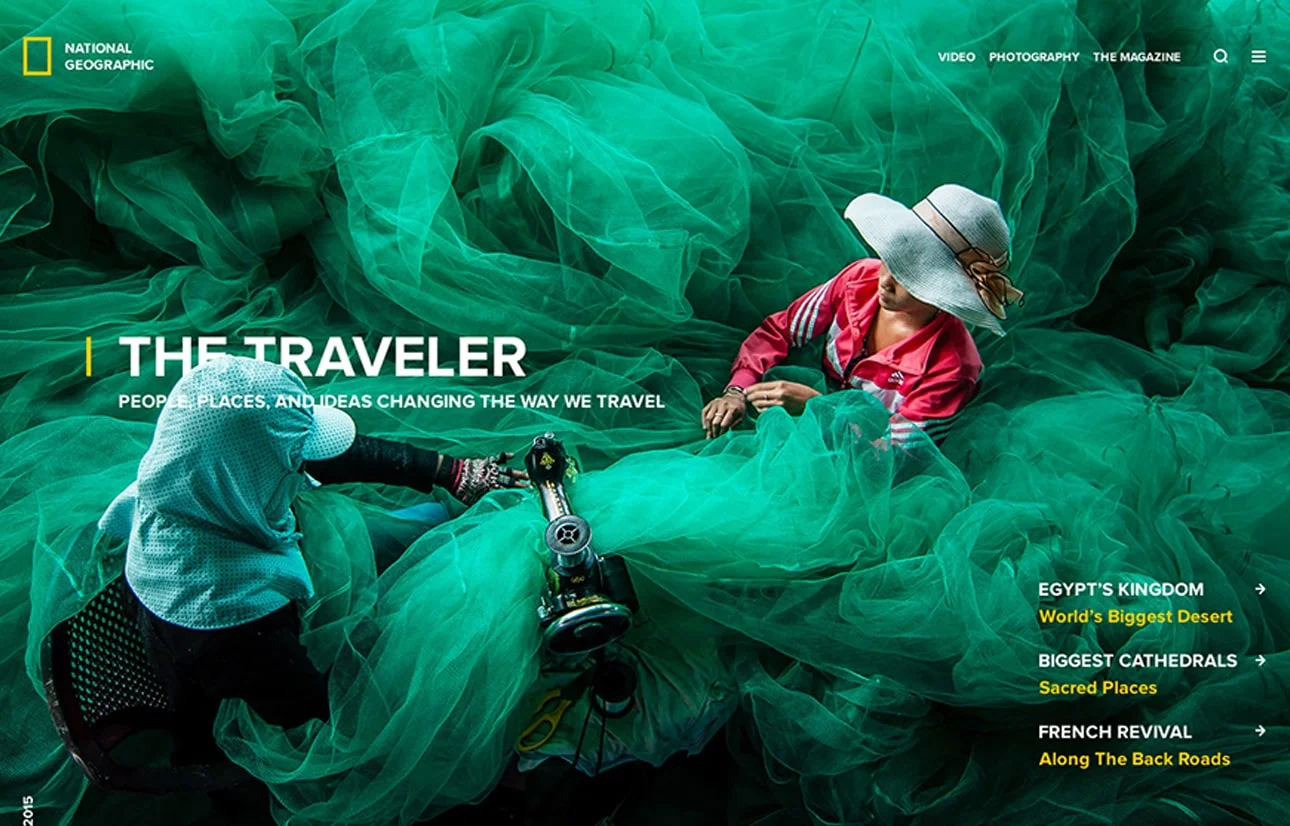 NATIONAL
GEOGRAPHIC
VIDEO PHOTOGRAPHY THE MAGAZINE
THE TRAVELER
PEOPLE, PLACES, AND IDEAS CHANGING THE WAY WE TRAVEL
EGYPT'S KINGDOM
World's Biggest Desert
BIGGEST CATHEDRALS
Sacred Places
FRENCH REVIVAL
Along The Back Roads
2015